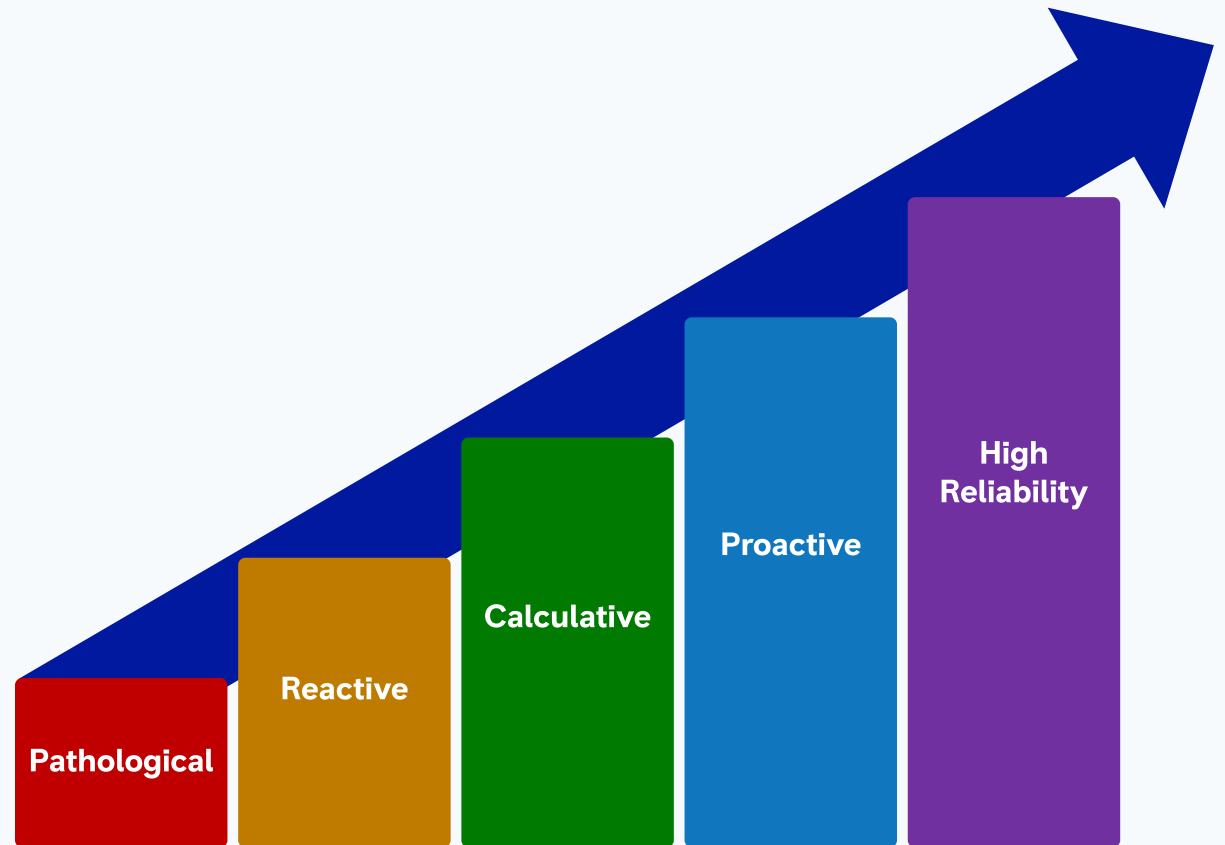 Pathological
Reactive
Calculative
Proactive
High
Reliability